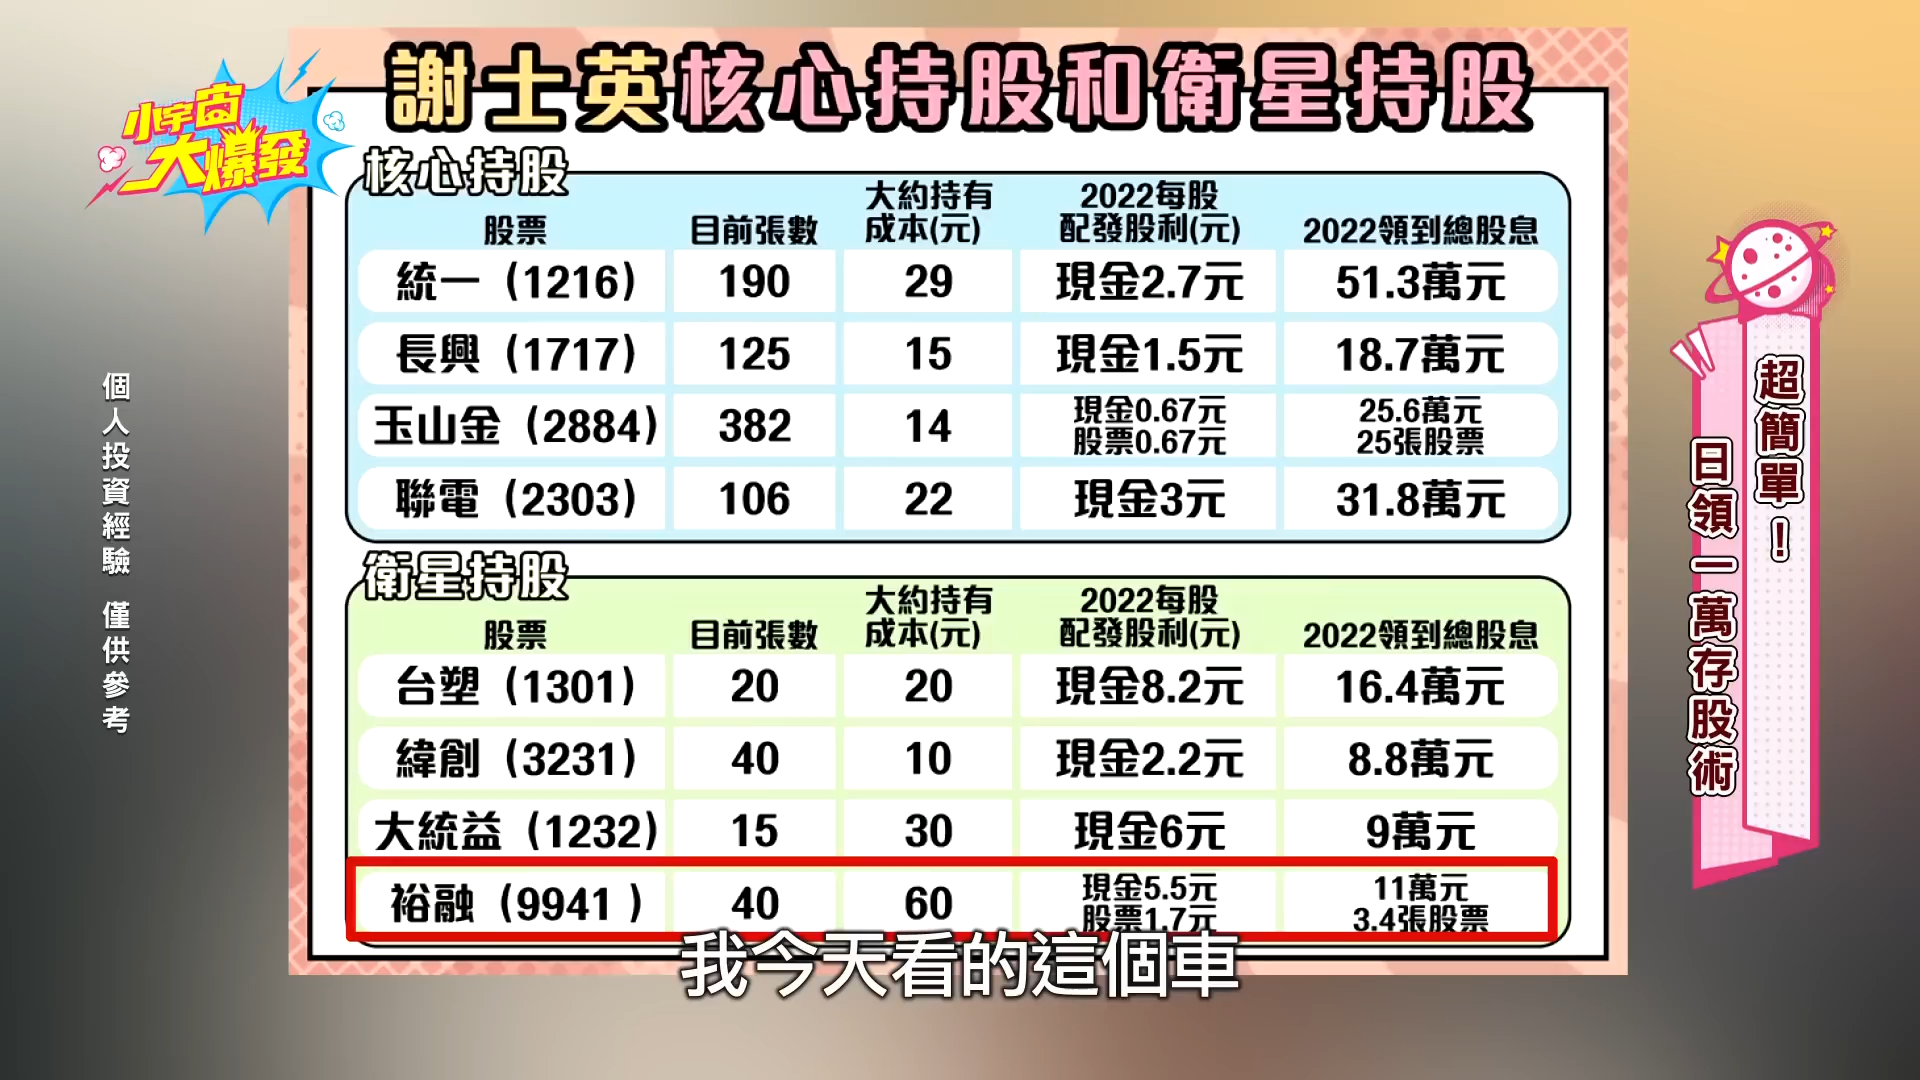 謝士英核心持股和衛星持股
小宇宙
大爆發
核心持股
股票 目前張數 大約持有成本(元) 2022每股配發股利(元) 2022領到總股息
統一(1216) 190 29 現金2.7元 51.3萬元
長興(1717) 125 15 現金1.5元 18.7萬元
玉山金(2884) 382 14 現金0.67元 股票0.67元 25.6萬元 25張股票
聯電(2303) 106 22 現金3元 31.8萬元
衛星持股
股票 目前張數 大約持有成本(元) 2022每股配發股利(元) 2022領到總股息
台塑(1301) 20 20 現金8.2元 16.4萬元
緯創(3231) 40 10 現金2.2元 8.8萬元
大統益(1232) 15 30 現金6元 9萬元
裕融(9941) 40 60 現金5.5元 股票1.7元 11萬元 3.4張股票
我今天看的這個車
個人投資經驗 僅供參考
超簡單!
日領一萬存股術